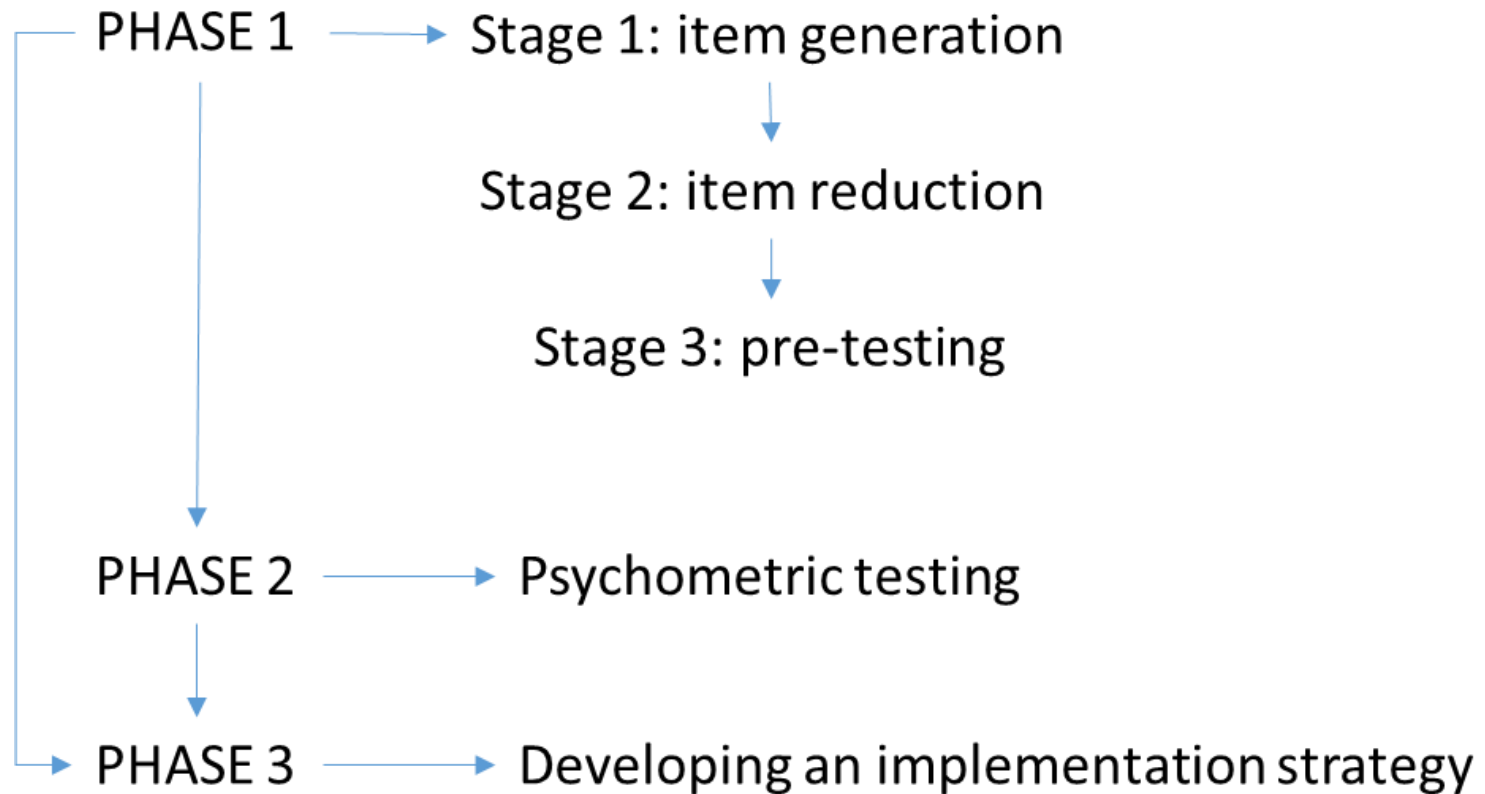 PHASE 1
Stage 1: item generation
Stage 2: item reduction
Stage 3: pre-testing
PHASE 2
Psychometric testing
PHASE 3
Developing an implementation strategy